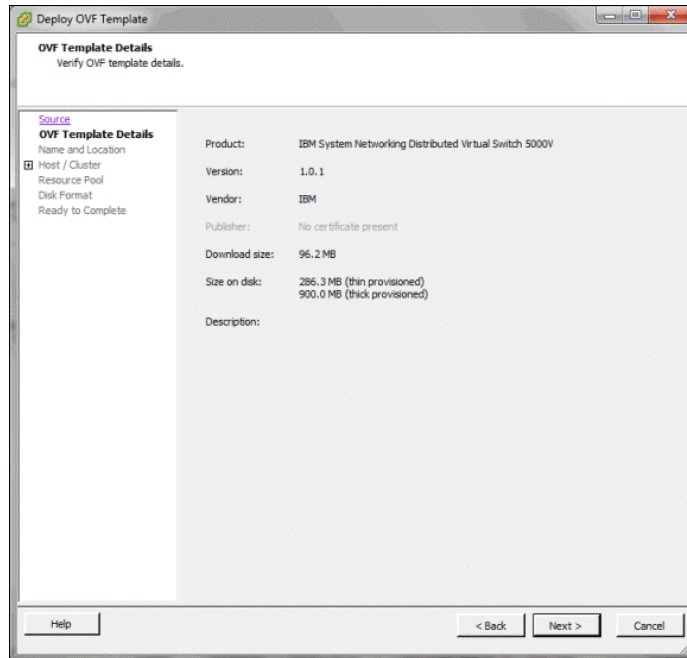 Deploy OVF Template
OVF Template Details
Verify OVF template details.
Source
OVF Template Details
Name and Location
Host / Cluster
Resource Pool
Disk Format
Ready to Complete
Product: IBM System Networking Distributed Virtual Switch 5000V
Version: 1.0.1
Vendor: IBM
Publisher: No certificate present
Download size: 96.2 MB
Size on disk: 286.3 MB (thin provisioned)
900.0 MB (thick provisioned)
Description:
Help
< Back
Next >
Cancel